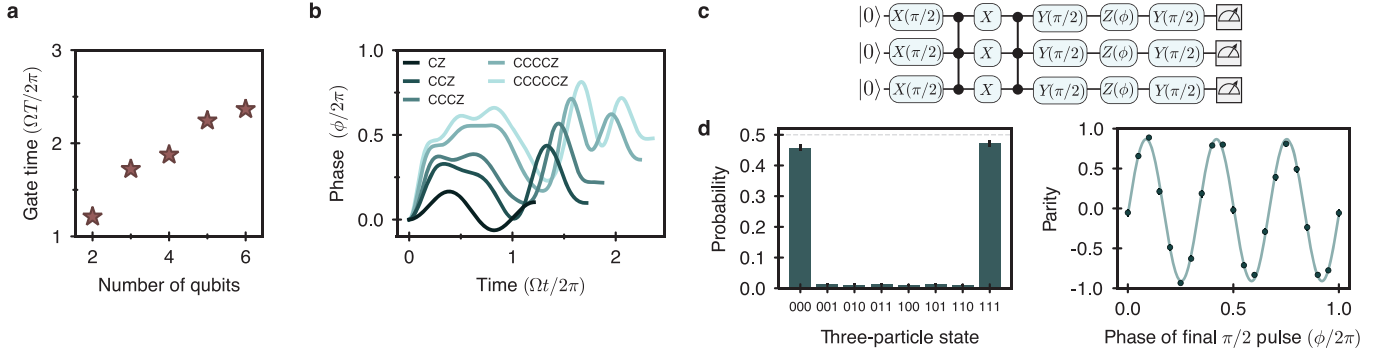 a
3
2
1
Gate time (ΩT/2π)
2
4
6
Number of qubits
b
1.0
0.5
0.0
Phase (ϕ/2π)
CZ
CCZ
CCCZ
CCCCZ
CCCCCZ
0
1
2
Time (Ωt/2π)
c
|0⟩ X(π/2) X Y(π/2) Z(ϕ) Y(π/2)
|0⟩ X(π/2) X Y(π/2) Z(ϕ) Y(π/2)
|0⟩ X(π/2) X Y(π/2) Z(ϕ) Y(π/2)
d
0.5
0.4
0.3
0.2
0.1
0.0
Probability
000 001 010 011 100 101 110 111
Three-particle state
1.0
0.5
0.0
-0.5
-1.0
Parity
0.0
0.5
1.0
Phase of final π/2 pulse (ϕ/2π)